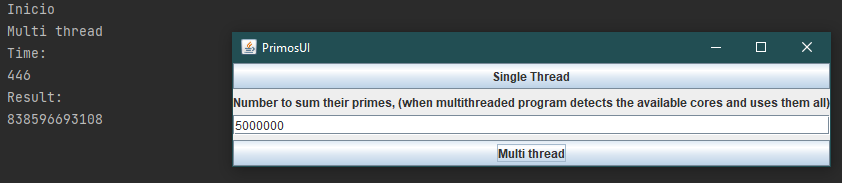 Inicio
Multi thread
Time:
446
Result:
838596693108
PrimosUI
Single Thread
Number to sum their primes, (when multithreaded program detects the available cores and uses them all)
5000000
Multi thread